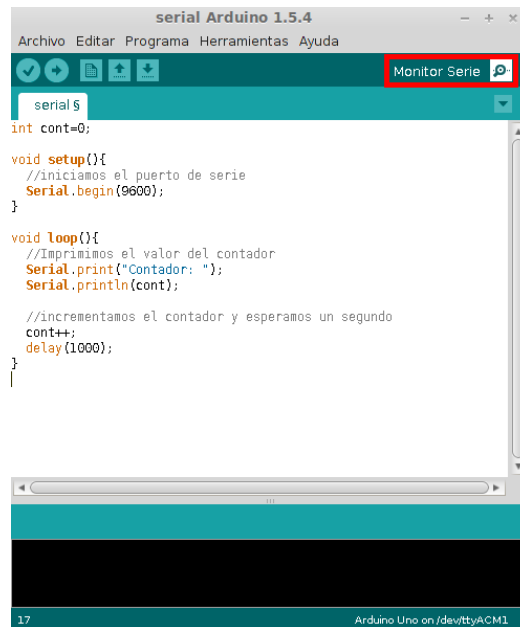 serial Arduino 1.5.4
Archivo Editar Programa Herramientas Ayuda
Monitor Serie
serial §
int cont=0;
void setup(){
//iniciamos el puerto de serie
Serial.begin(9600);
}
void loop(){
//Imprimimos el valor del contador
Serial.print("Contador: ");
Serial.println(cont);
//incrementamos el contador y esperamos un segundo
cont++;
delay(1000);
}
17 Arduino Uno on /dev/ttyACM1